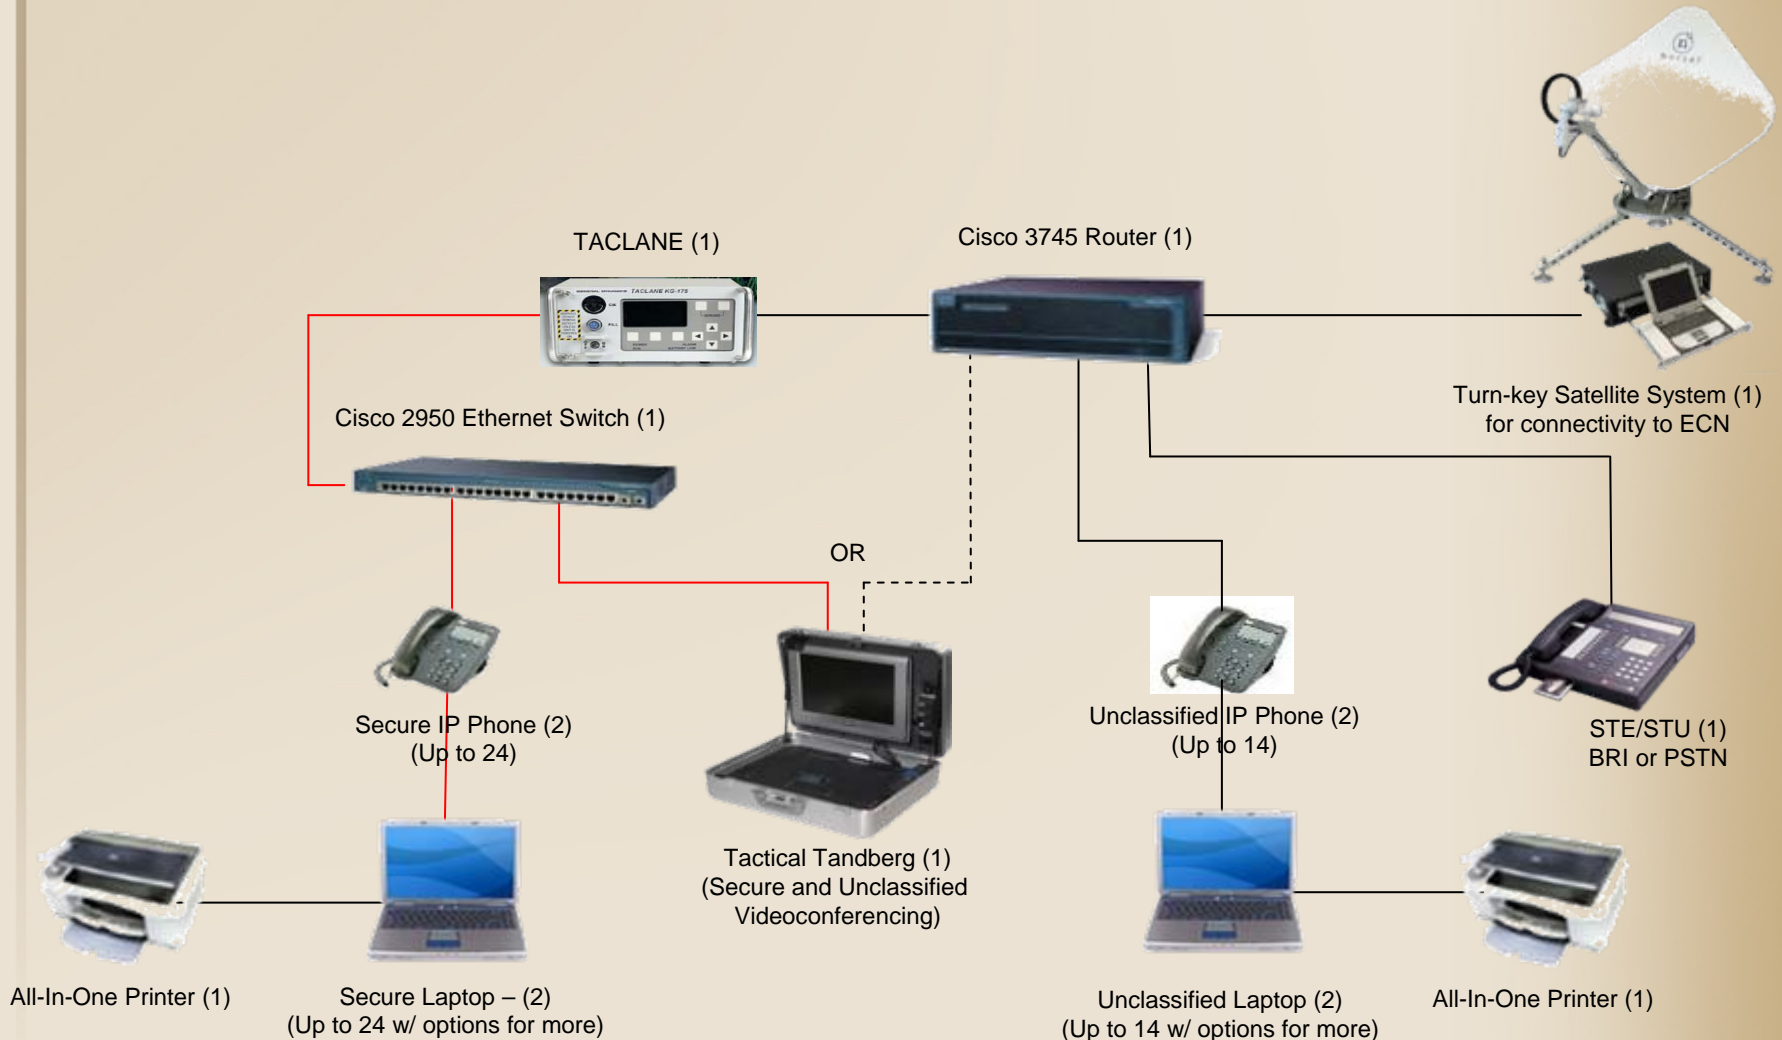 TACLANE (1)
Cisco 3745 Router (1)
TACLANE KG-175
Turn-key Satellite System (1)
for connectivity to ECN
Cisco 2950 Ethernet Switch (1)
OR
Secure IP Phone (2)
(Up to 24)
Unclassified IP Phone (2)
(Up to 14)
STE/STU (1)
BRI or PSTN
Tactical Tandberg (1)
(Secure and Unclassified
Videoconferencing)
All-In-One Printer (1)
Secure Laptop – (2)
(Up to 24 w/ options for more)
Unclassified Laptop (2)
(Up to 14 w/ options for more)
All-In-One Printer (1)